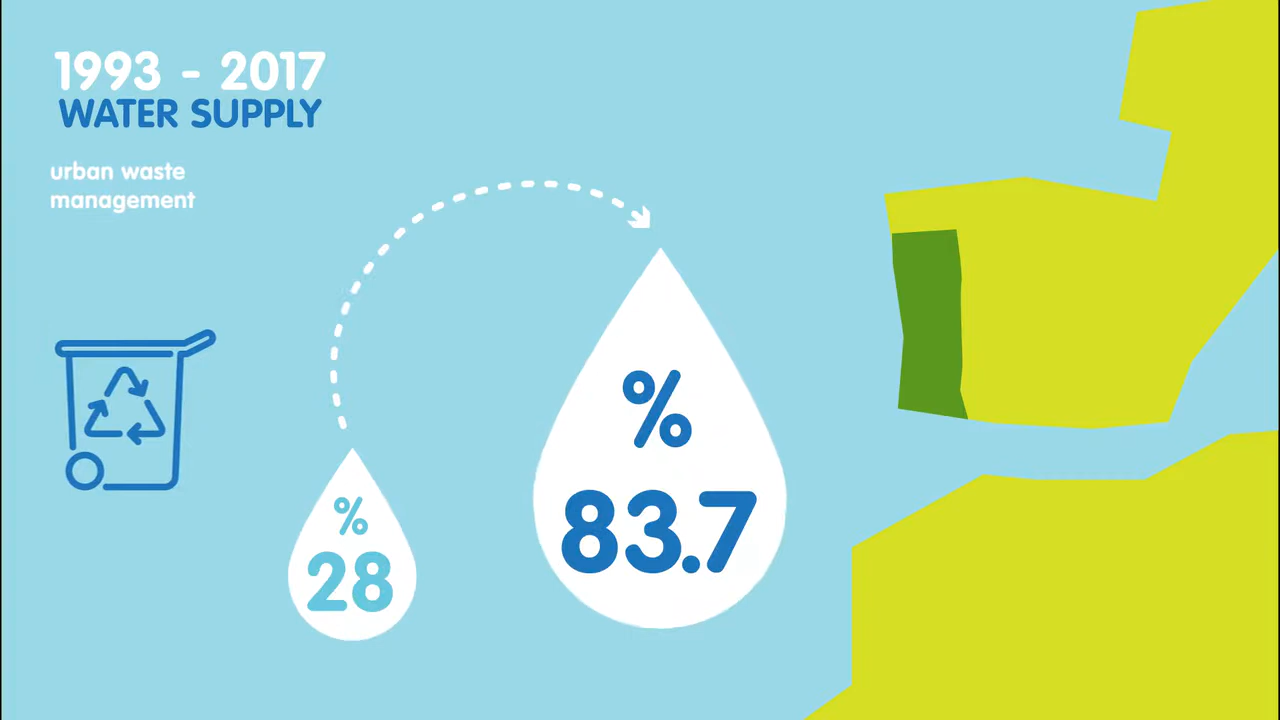 1993 - 2017
WATER SUPPLY
urban waste
management
%
28
%
83.7